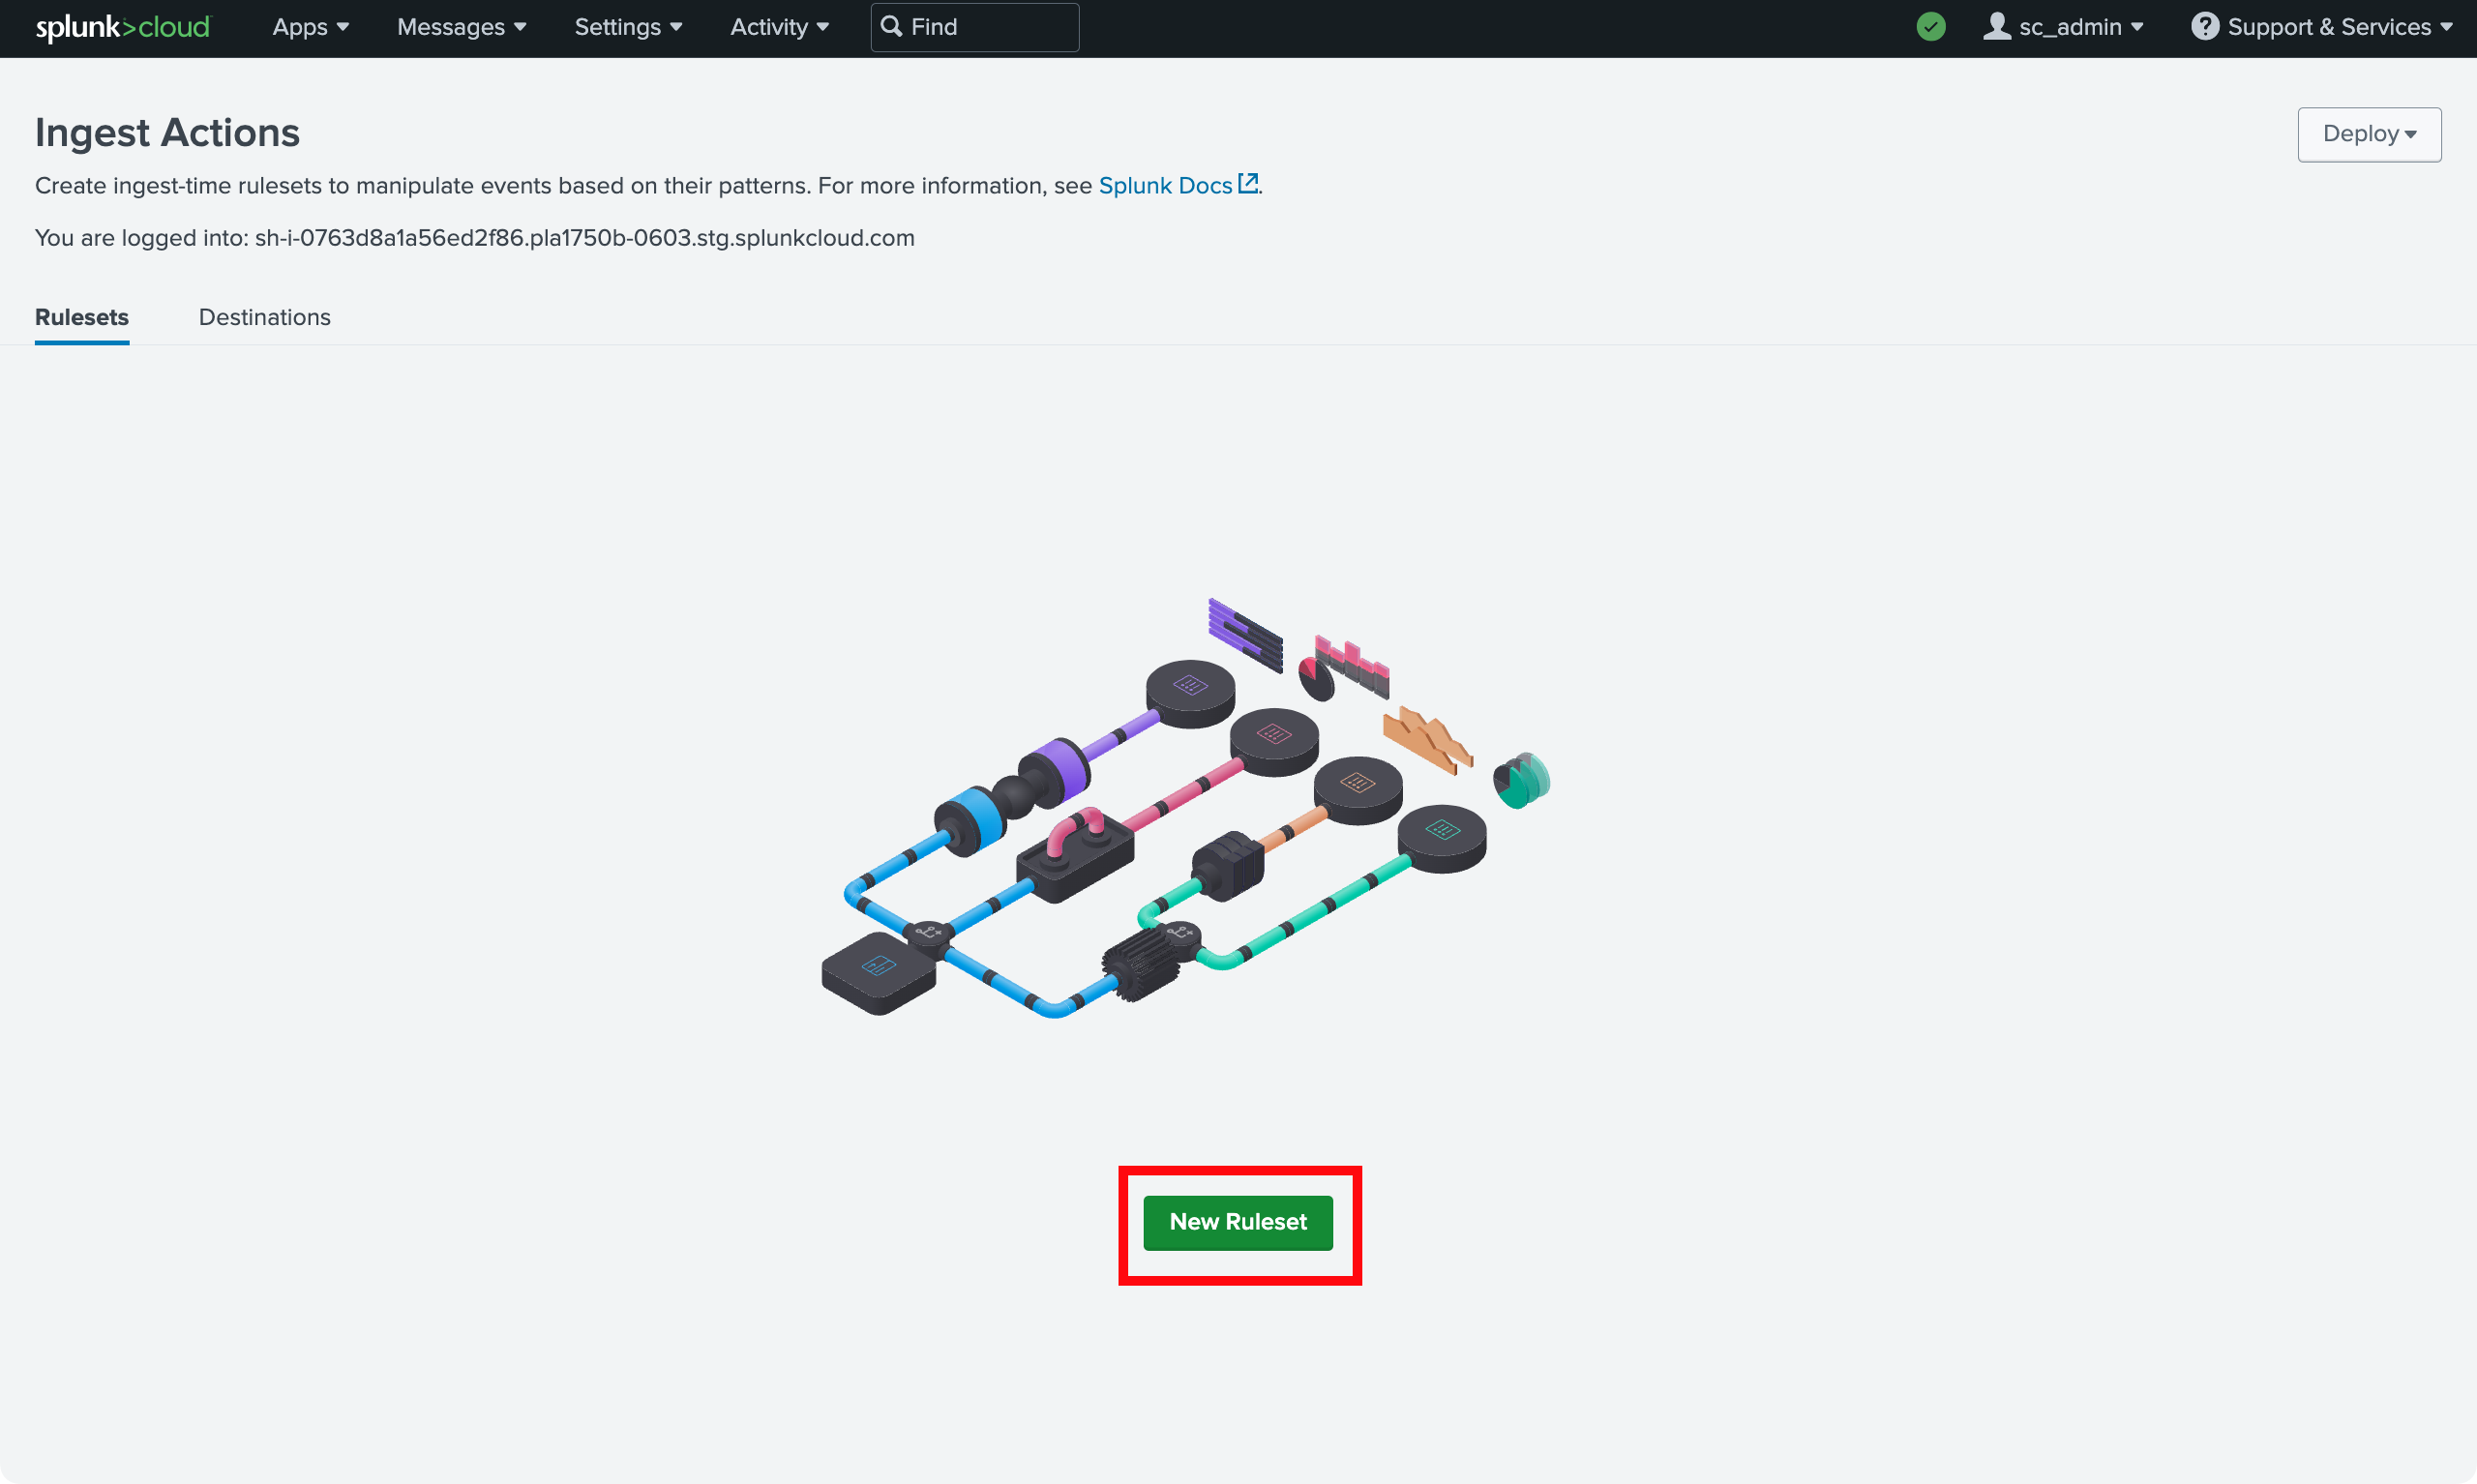 splunk>cloud Apps Messages Settings Activity Find sc_admin Support & Services
Ingest Actions
Deploy
Create ingest-time rulesets to manipulate events based on their patterns. For more information, see Splunk Docs.
You are logged into: sh-i-0763d8a1a56ed2f86.pla1750b-0603.stg.splunkcloud.com
Rulesets Destinations
New Ruleset